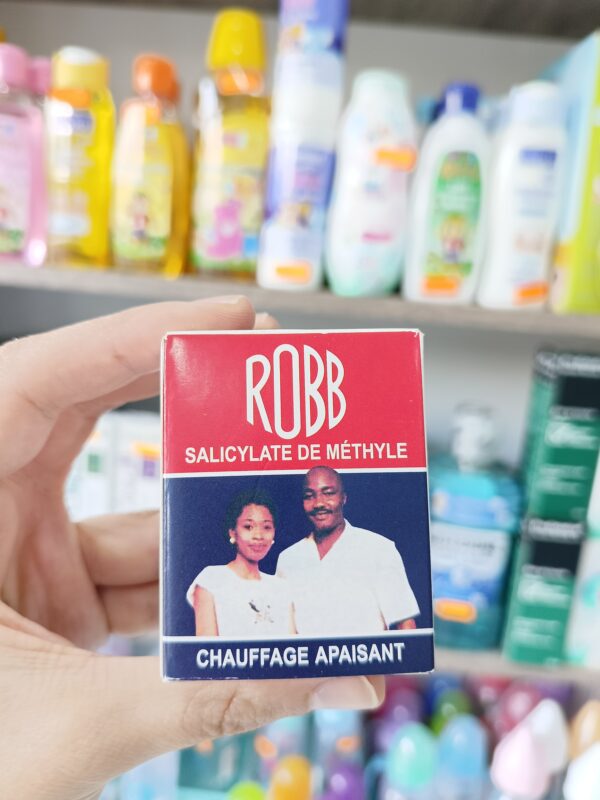 ROBB
SALICYLATE DE MÉTHYLE
CHAUFFAGE APAISANT